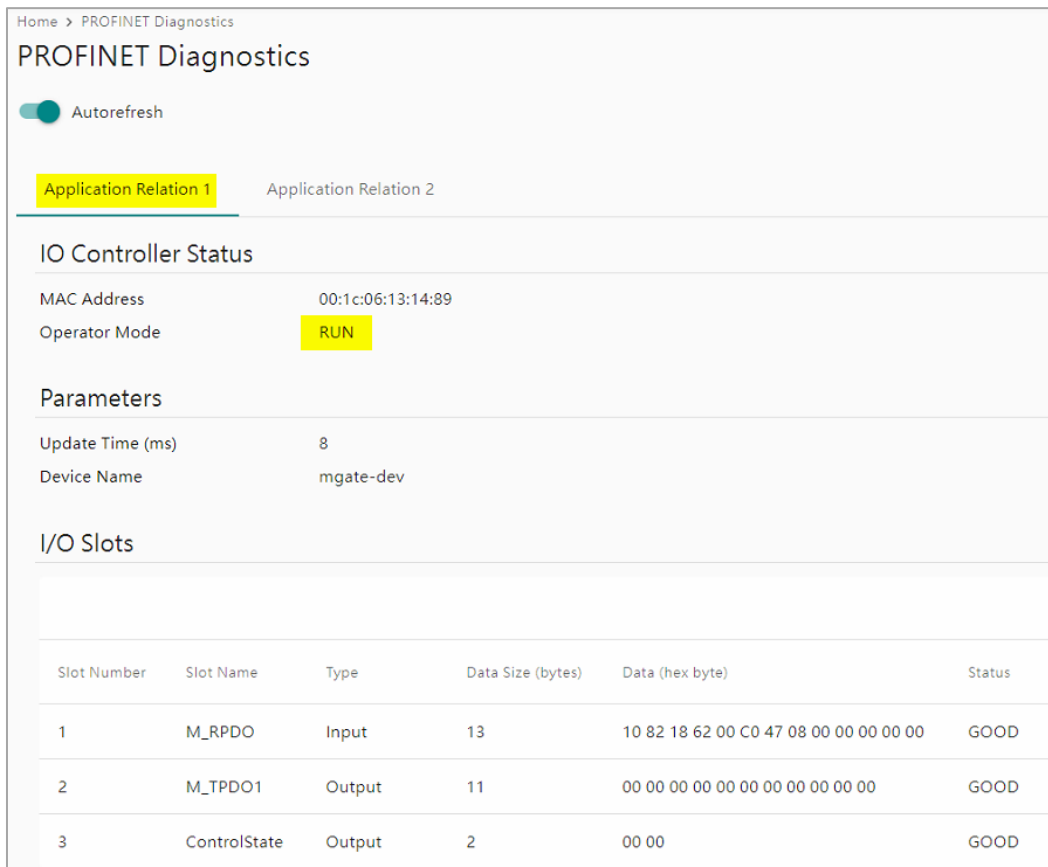 Home > PROFINET Diagnostics
PROFINET Diagnostics
Autorefresh
Application Relation 1 Application Relation 2
IO Controller Status
MAC Address 00:1c:06:13:14:89
Operator Mode RUN
Parameters
Update Time (ms) 8
Device Name mgate-dev
I/O Slots
Slot Number Slot Name Type Data Size (bytes) Data (hex byte) Status
1 M_RPDO Input 13 10 82 18 62 00 C0 47 08 00 00 00 00 00 GOOD
2 M_TPDO1 Output 11 00 00 00 00 00 00 00 00 00 00 00 GOOD
3 ControlState Output 2 00 00 GOOD